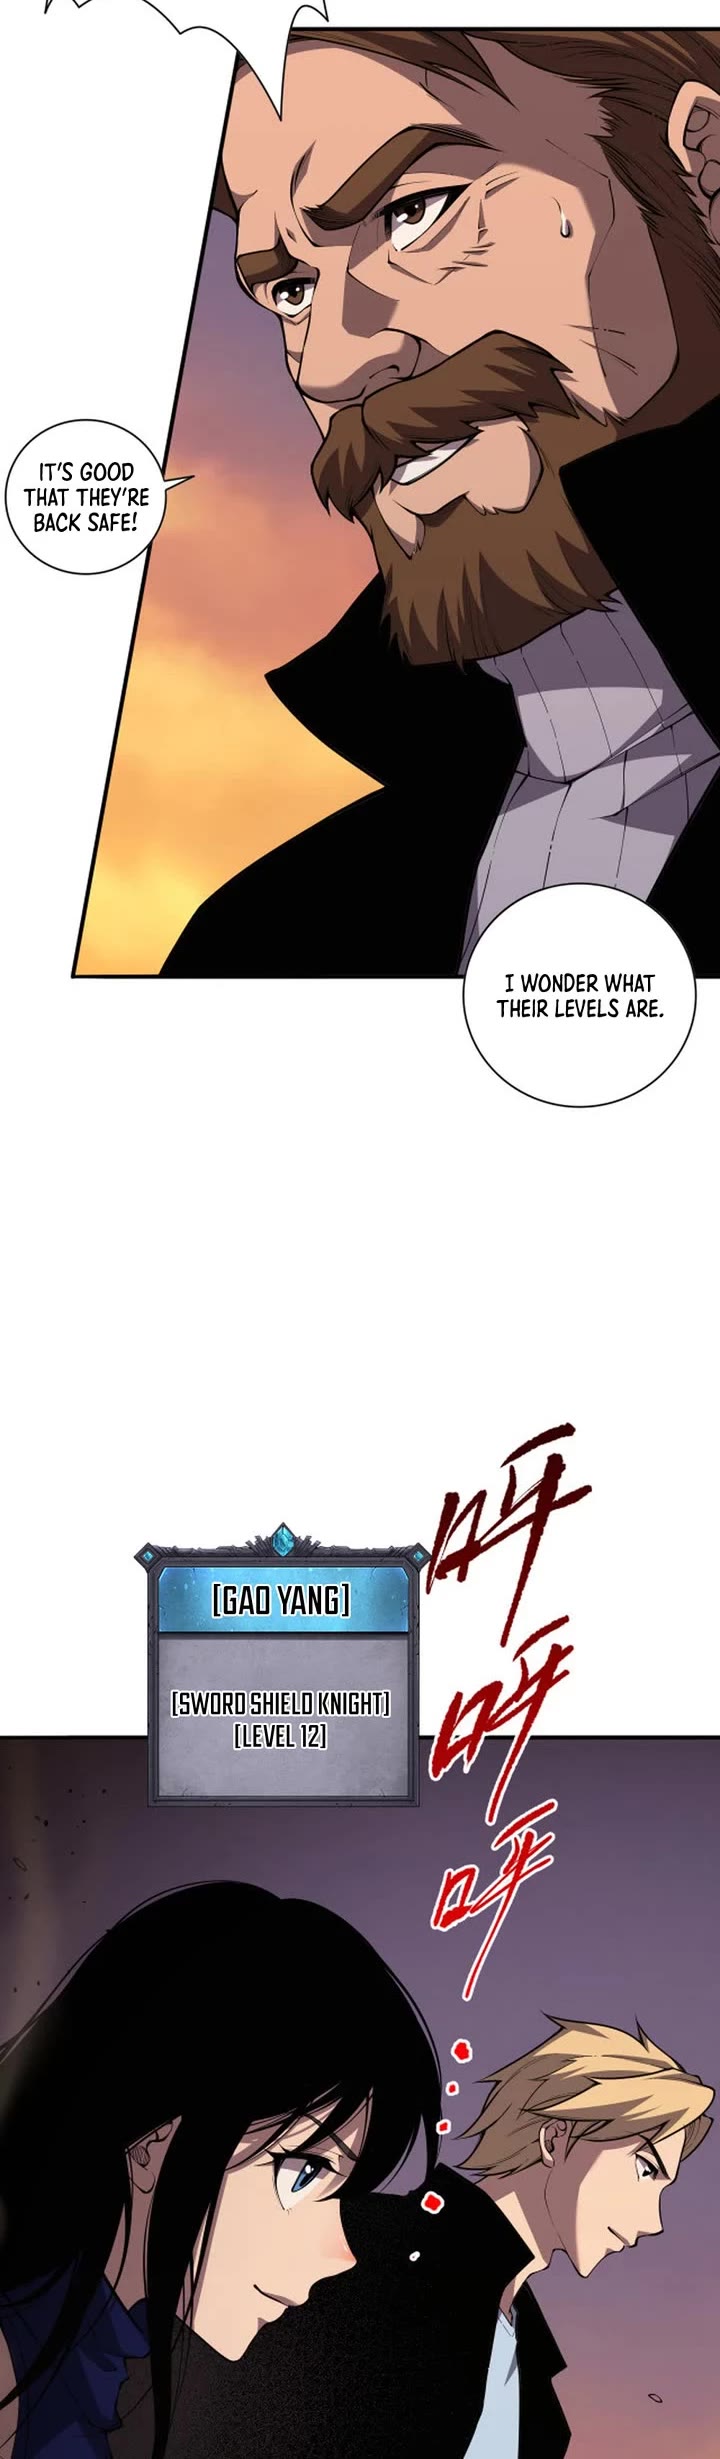 IT'S GOOD
THAT THEY'RE
BACK SAFE!
I WONDER WHAT
THEIR LEVELS ARE.
呼
呼
呼
[GAO YANG]
[SWORD SHIELD KNIGHT]
[LEVEL 12]